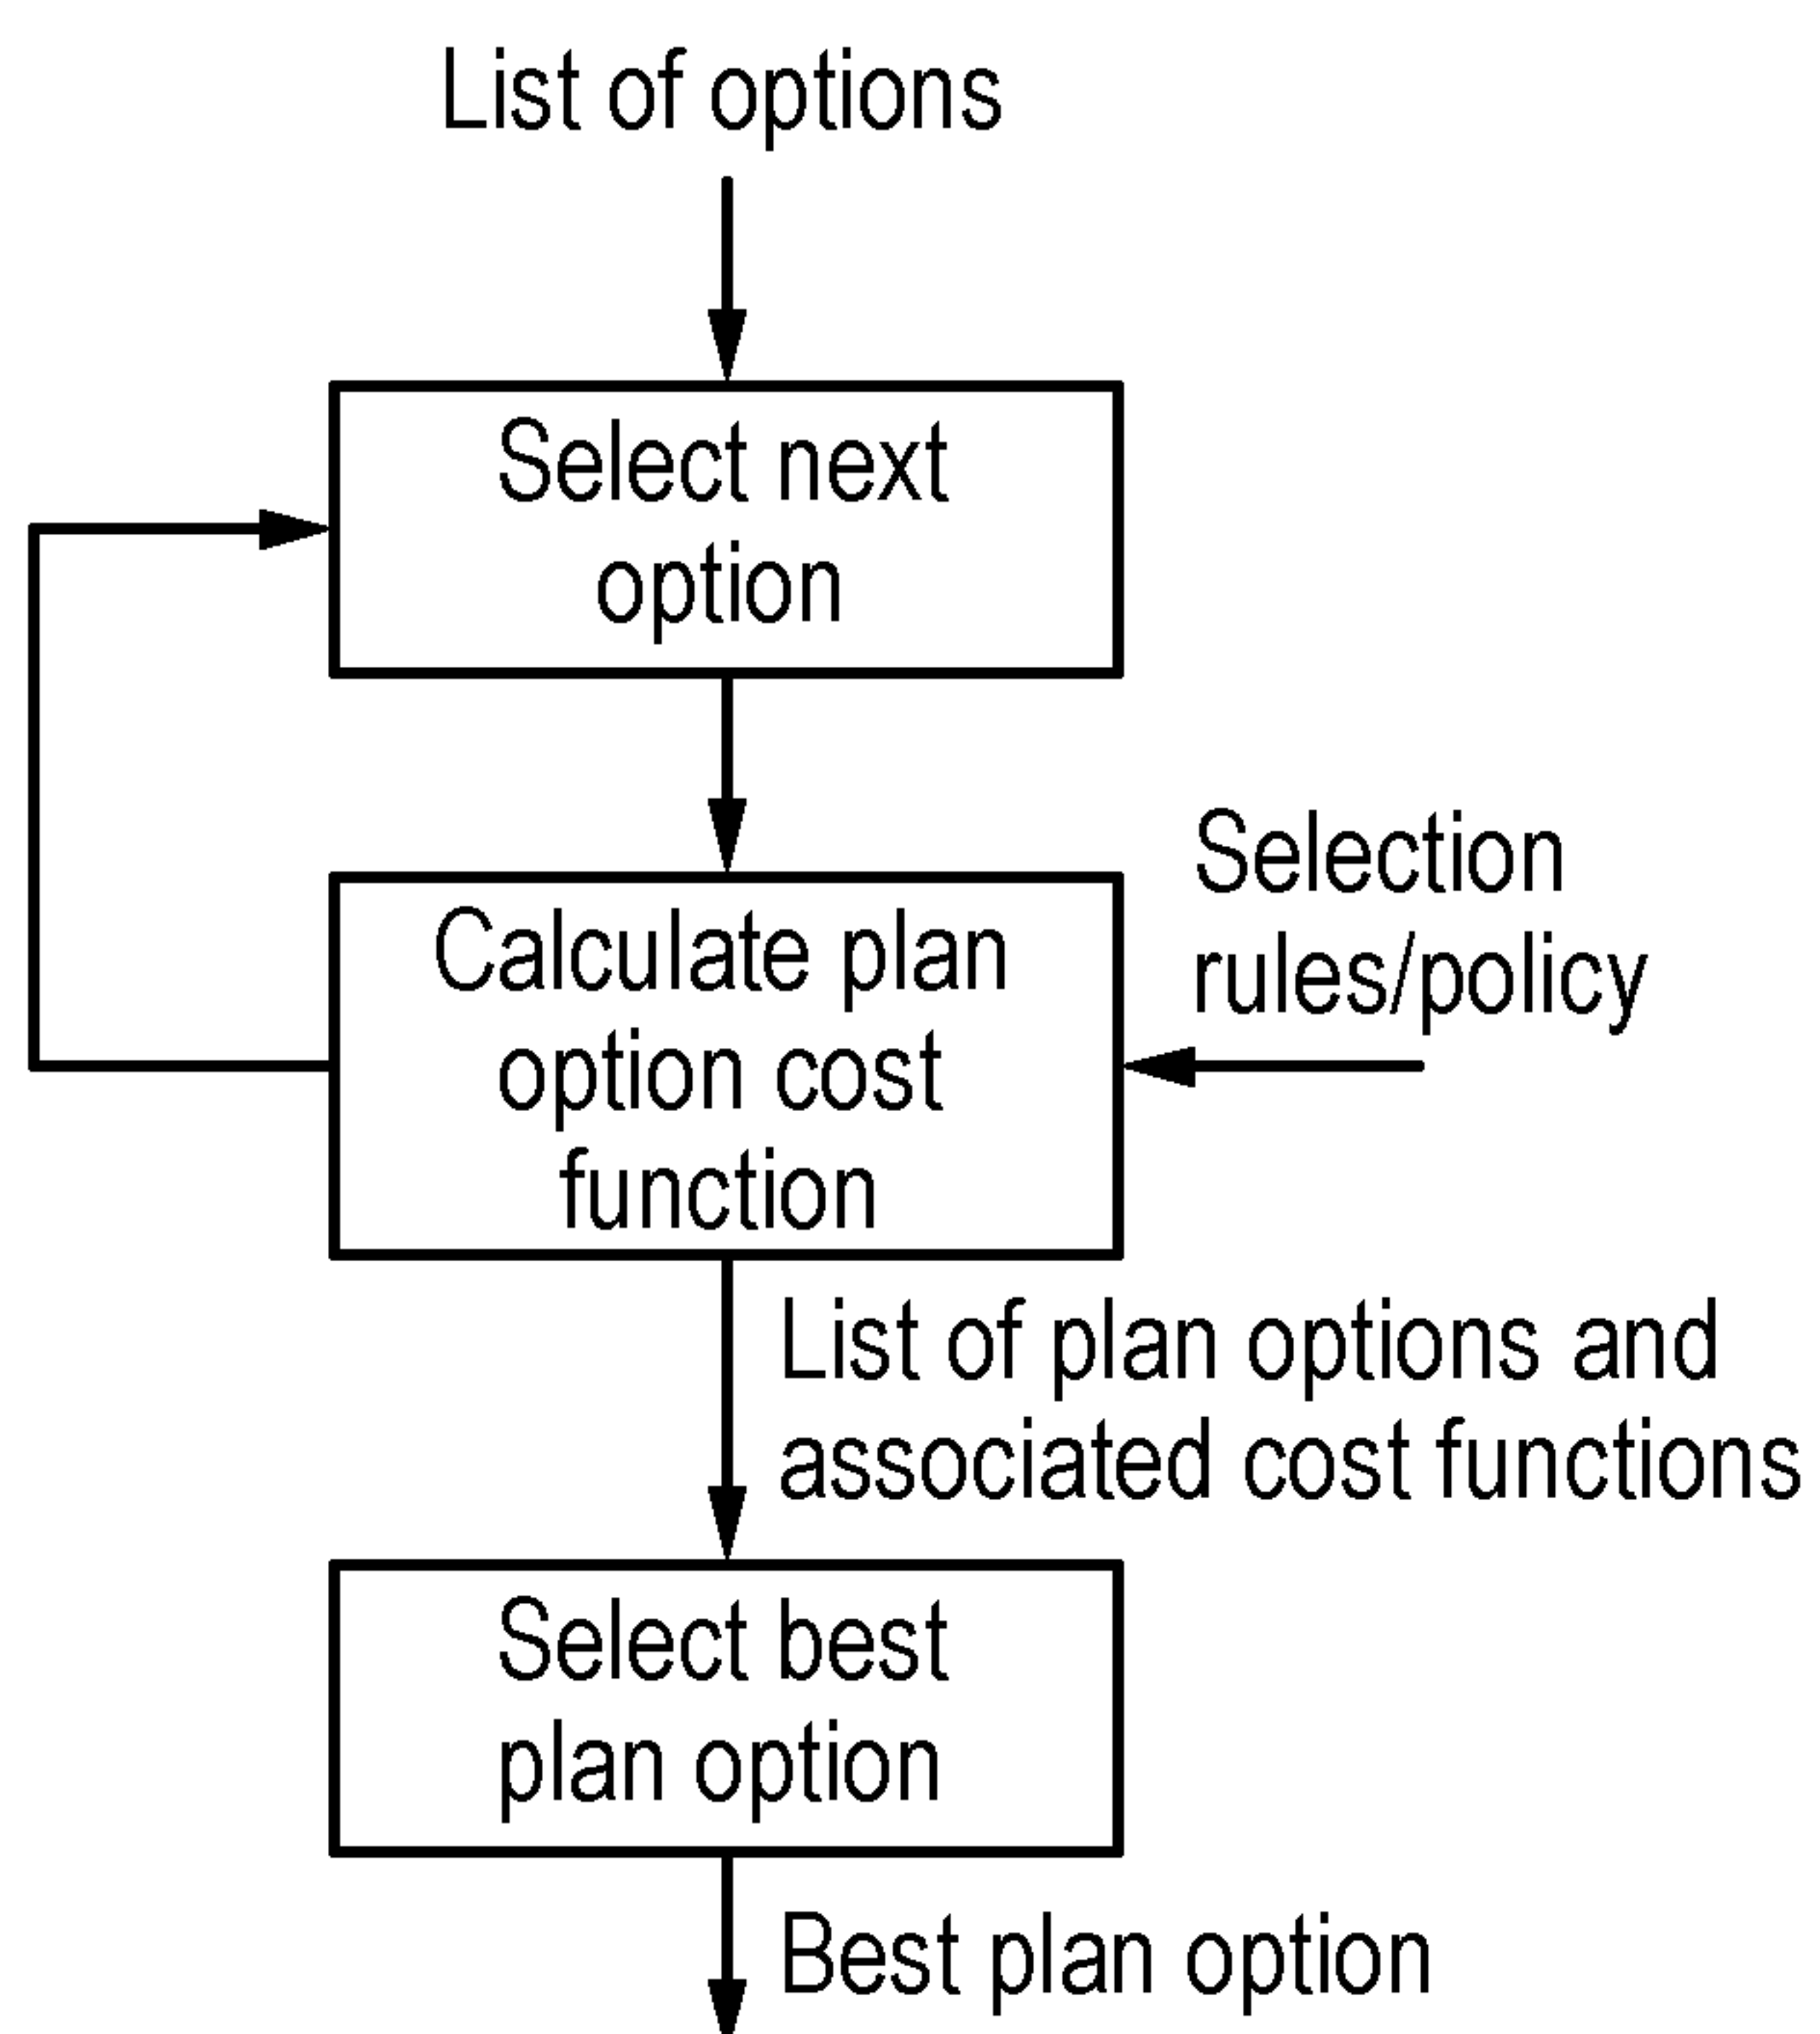 List of options
Select next
option
Selection
rules/policy
Calculate plan
option cost
function
List of plan options and
associated cost functions
Select best
plan option
Best plan option